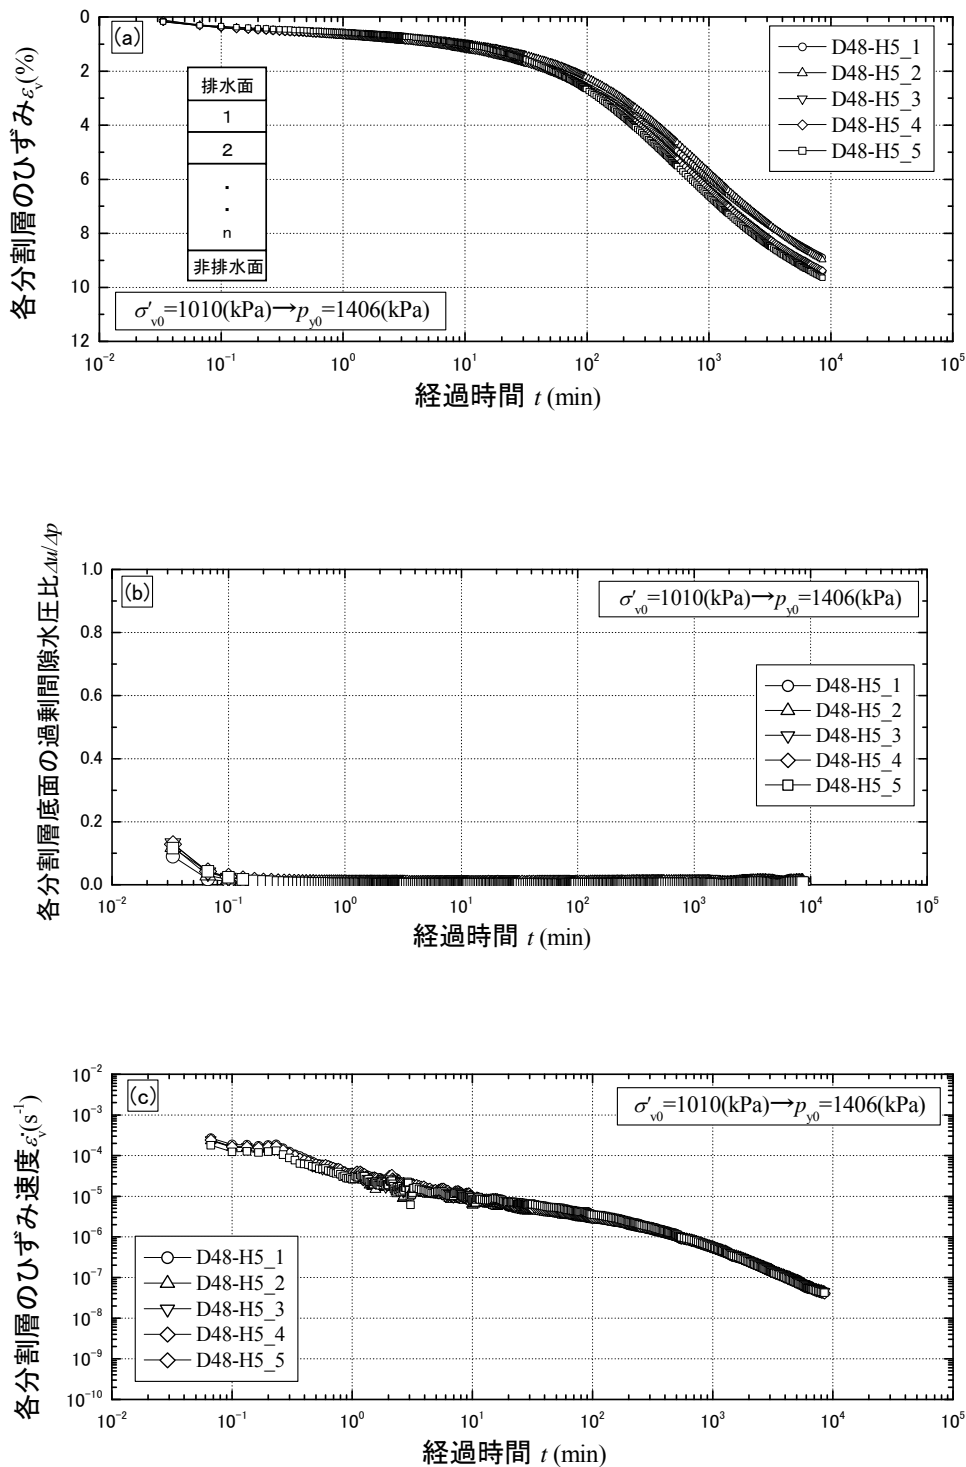 (a)
各分割層のひずみε_v(%)
0
2
4
6
8
10
12
排水面
1
2
・
・
n
非排水面
D48-H5_1
D48-H5_2
D48-H5_3
D48-H5_4
D48-H5_5
σ'_v0=1010(kPa)→p_y0=1406(kPa)
10^-2 10^-1 10^0 10^1 10^2 10^3 10^4 10^5
経過時間 t (min)
(b)
各分割層底面の過剰間隙水圧比Δu/Δp
1.0
0.8
0.6
0.4
0.2
0.0
σ'_v0=1010(kPa)→p_y0=1406(kPa)
D48-H5_1
D48-H5_2
D48-H5_3
D48-H5_4
D48-H5_5
10^-2 10^-1 10^0 10^1 10^2 10^3 10^4 10^5
経過時間 t (min)
(c)
各分割層のひずみ速度ε̇_v(s^-1)
10^-2
10^-3
10^-4
10^-5
10^-6
10^-7
10^-8
10^-9
10^-10
σ'_v0=1010(kPa)→p_y0=1406(kPa)
D48-H5_1
D48-H5_2
D48-H5_3
D48-H5_4
D48-H5_5
10^-2 10^-1 10^0 10^1 10^2 10^3 10^4 10^5
経過時間 t (min)